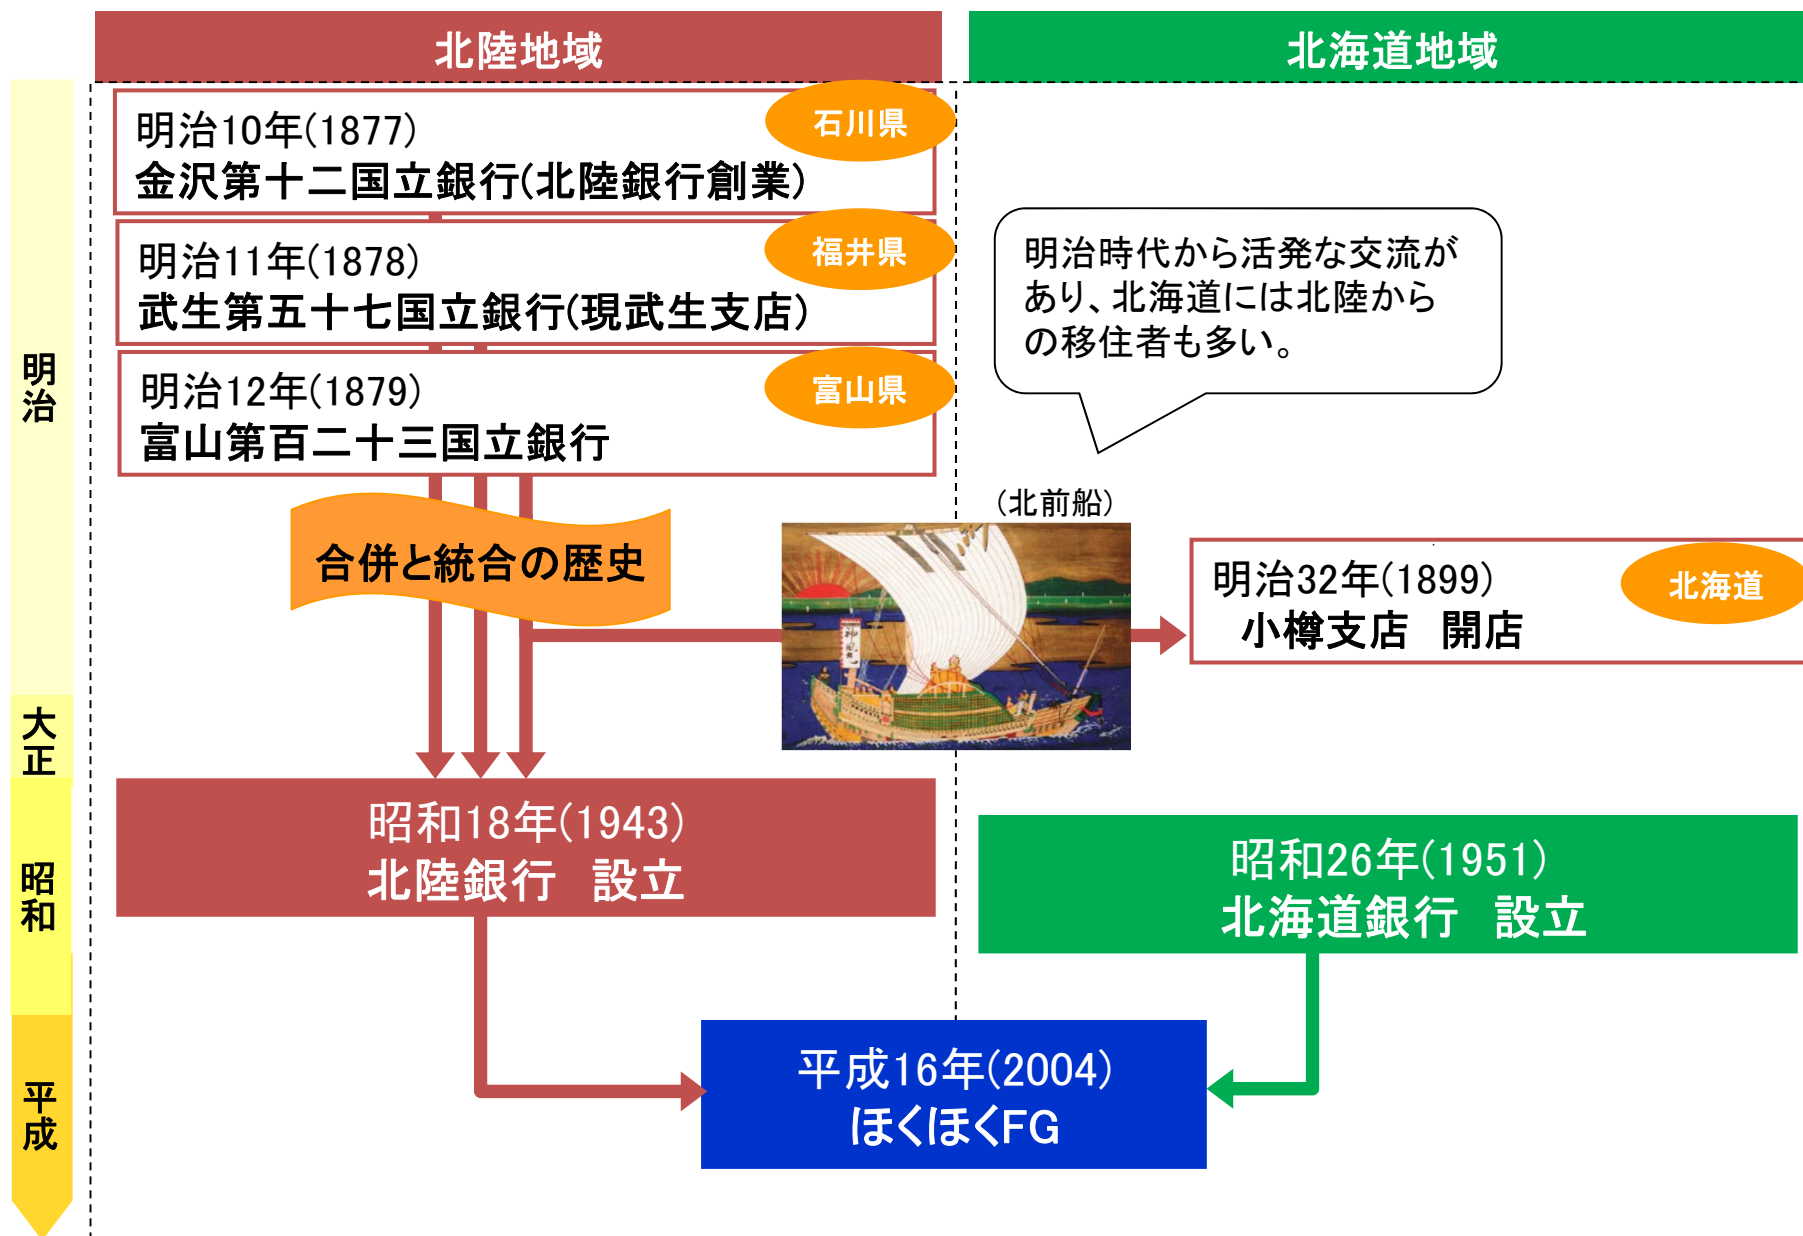 北陸地域
北海道地域
明治
大正
昭和
平成
明治10年(1877)
金沢第十二国立銀行(北陸銀行創業)
石川県
明治11年(1878)
武生第五十七国立銀行(現武生支店)
福井県
明治12年(1879)
富山第百二十三国立銀行
富山県
明治時代から活発な交流が
あり、北海道には北陸から
の移住者も多い。
合併と統合の歴史
(北前船)
明治32年(1899)
小樽支店　開店
北海道
昭和18年(1943)
北陸銀行　設立
昭和26年(1951)
北海道銀行　設立
平成16年(2004)
ほくほくFG